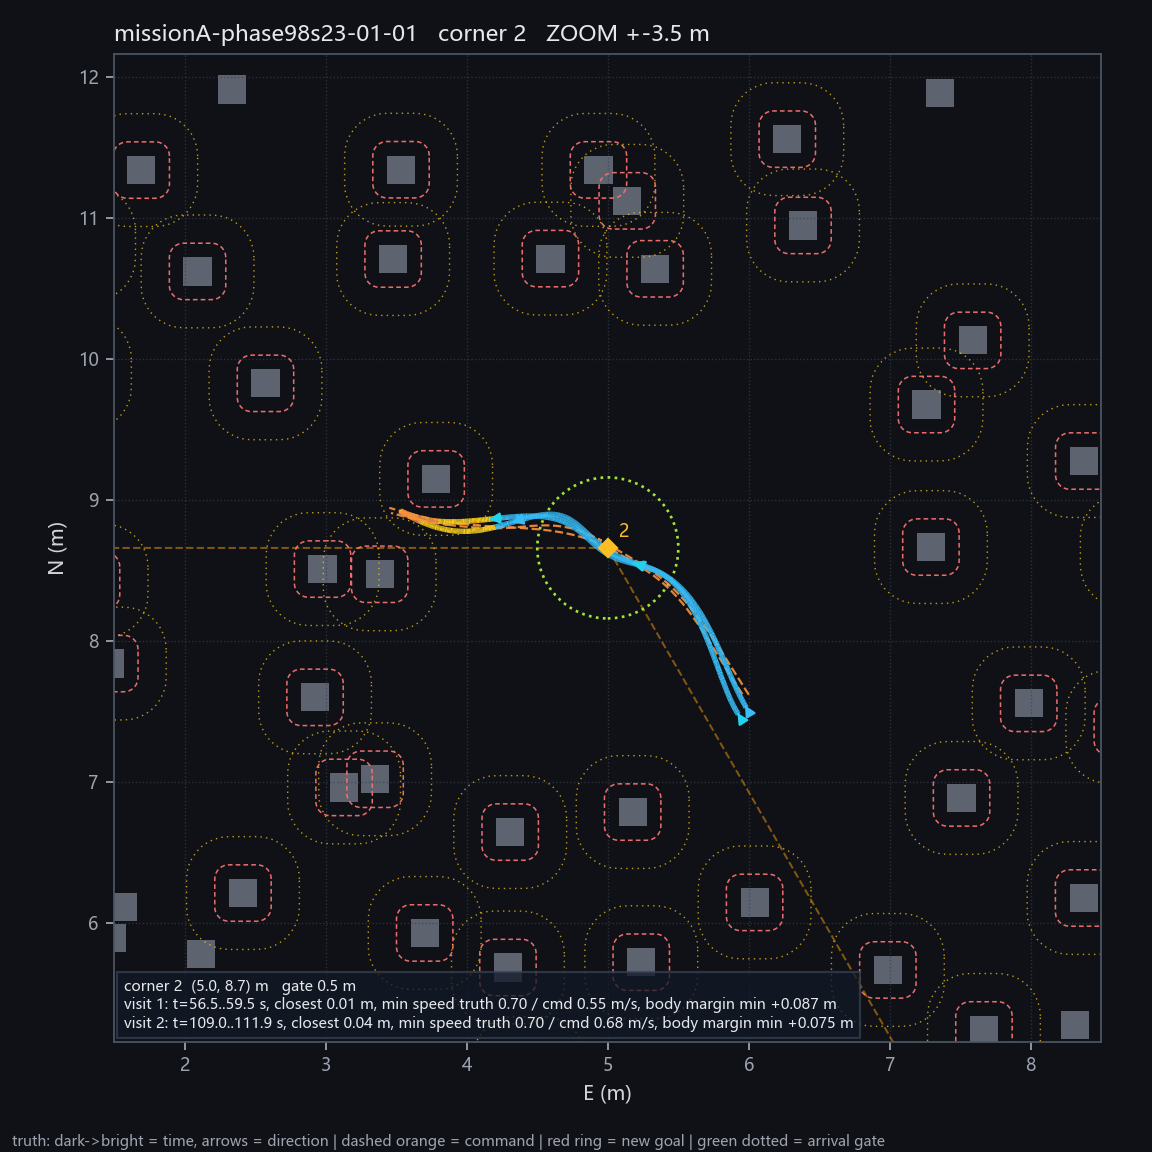 missionA-phase98s23-01-01   corner 2   ZOOM +-3.5 m
12
11
10
9
8
7
6
N (m)
2
corner 2  (5.0, 8.7) m   gate 0.5 m
visit 1: t=56.5..59.5 s, closest 0.01 m, min speed truth 0.70 / cmd 0.55 m/s, body margin min +0.087 m
visit 2: t=109.0..111.9 s, closest 0.04 m, min speed truth 0.70 / cmd 0.68 m/s, body margin min +0.075 m
2 3 4 5 6 7 8
E (m)
truth: dark->bright = time, arrows = direction | dashed orange = command | red ring = new goal | green dotted = arrival gate